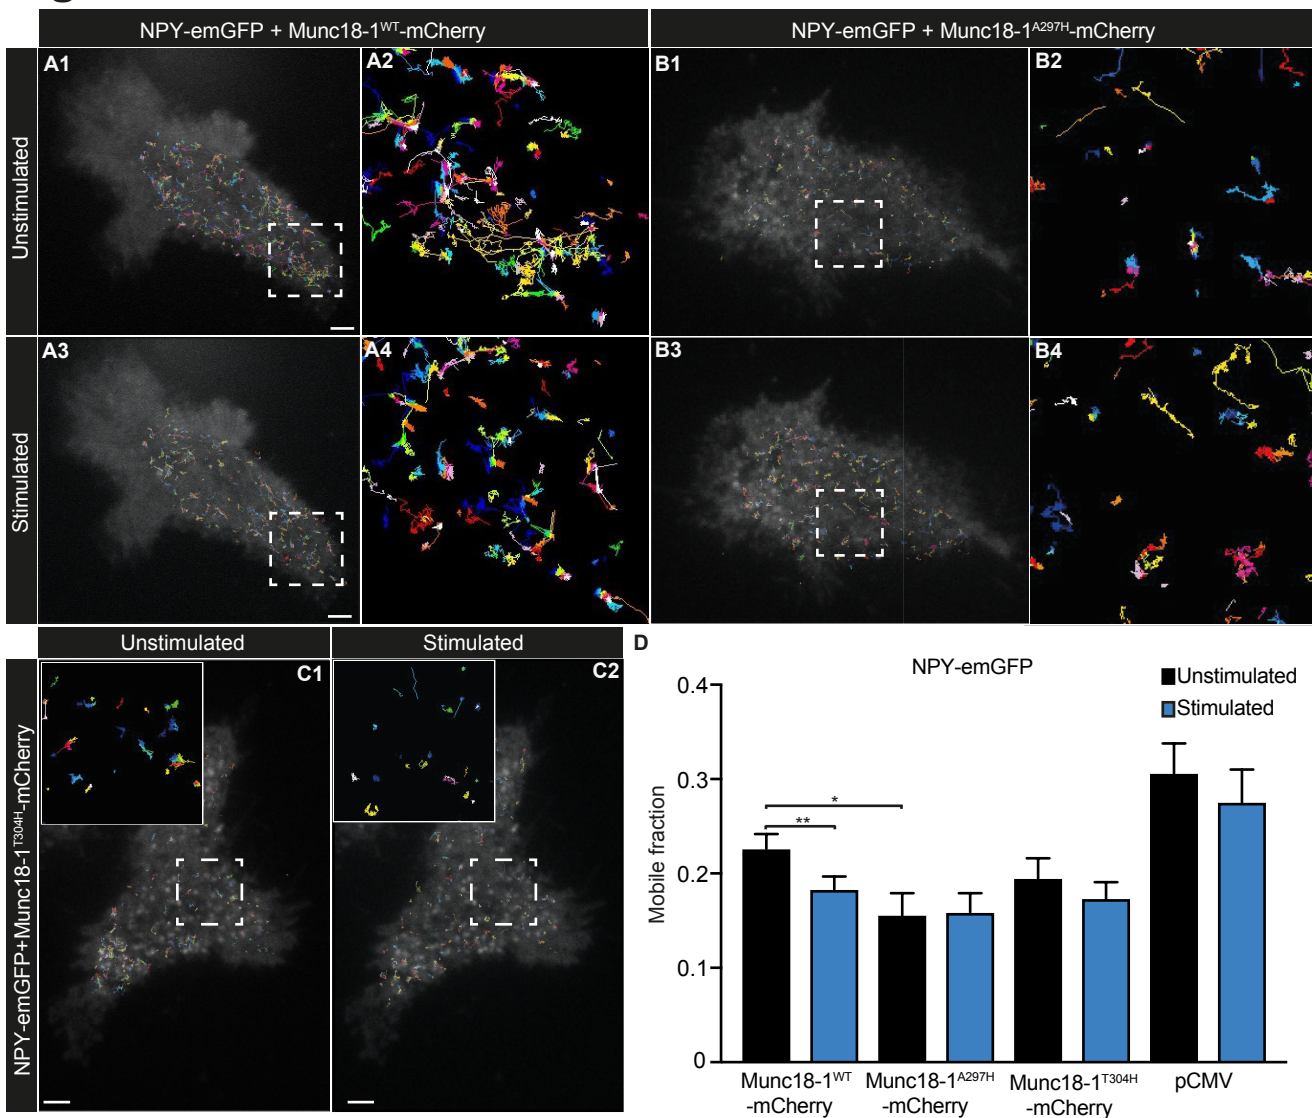 NPY-emGFP + Munc18-1WT-mCherry
NPY-emGFP + Munc18-1A297H-mCherry
Unstimulated
A1
A2
B1
B2
Stimulated
A3
A4
B3
B4
Unstimulated
Stimulated
NPY-emGFP+Munc18-1T304H-mCherry
C1
C2
D
NPY-emGFP
Unstimulated
Stimulated
Mobile fraction
0.4
0.3
0.2
0.1
0
*
**
Munc18-1WT
-mCherry
Munc18-1A297H
-mCherry
Munc18-1T304H
-mCherry
pCMV